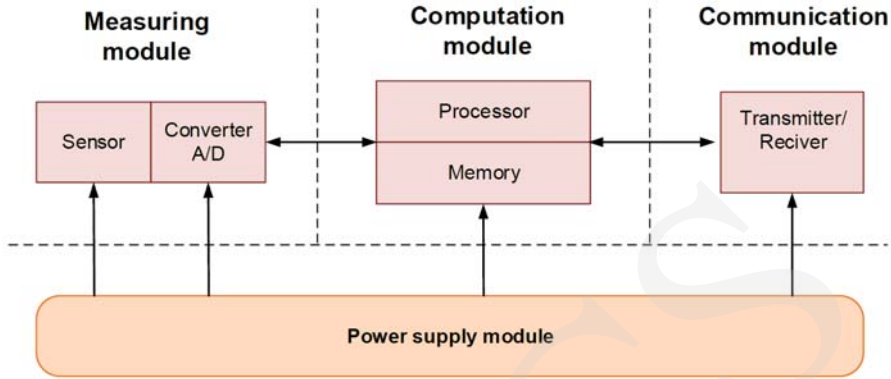 Measuring
module
Computation
module
Communication
module
Sensor
Converter
A/D
Processor
Memory
Transmitter/
Reciver
Power supply module